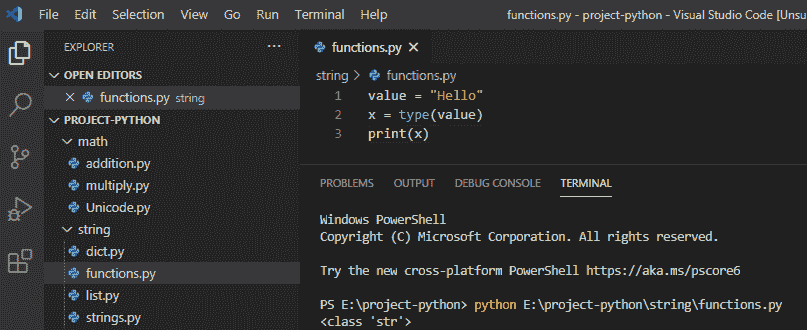 File Edit Selection View Go Run Terminal Help functions.py - project-python - Visual Studio Code [Unsu
EXPLORER ···
OPEN EDITORS
functions.py string
PROJECT-PYTHON
math
addition.py
multiply.py
Unicode.py
string
dict.py
functions.py
list.py
strings.py
functions.py
string > functions.py
1 value = "Hello"
2 x = type(value)
3 print(x)
PROBLEMS OUTPUT DEBUG CONSOLE TERMINAL
Windows PowerShell
Copyright (C) Microsoft Corporation. All rights reserved.
Try the new cross-platform PowerShell https://aka.ms/pscore6
PS E:\project-python> python E:\project-python\string\functions.py
<class 'str'>